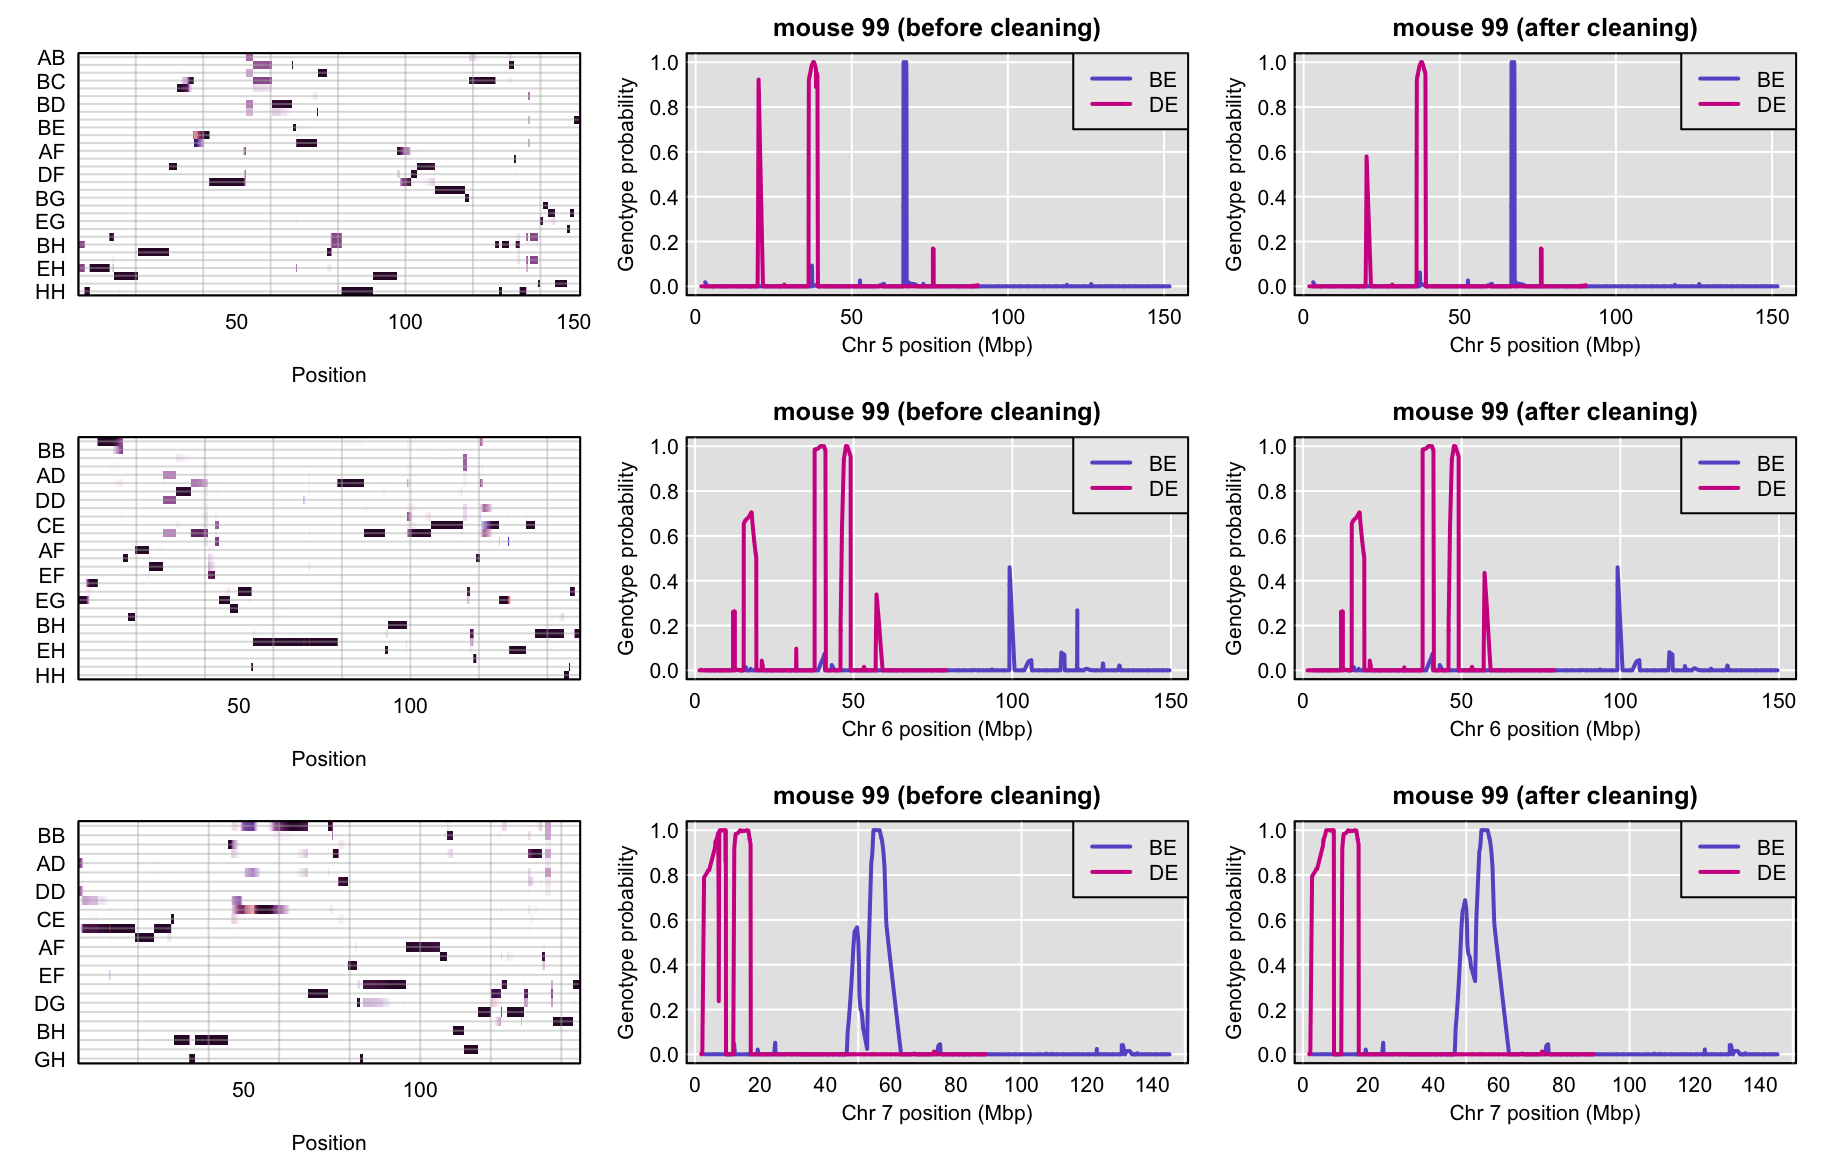 AB
BC
BD
BE
AF
DF
BG
EG
BH
EH
HH
50 100 150
Position
mouse 99 (before cleaning)
Genotype probability
1.0
0.8
0.6
0.4
0.2
0.0
BE
DE
0 50 100 150
Chr 5 position (Mbp)
mouse 99 (after cleaning)
Genotype probability
1.0
0.8
0.6
0.4
0.2
0.0
BE
DE
0 50 100 150
Chr 5 position (Mbp)
BB
AD
DD
CE
AF
EF
EG
BH
EH
HH
50 100
Position
mouse 99 (before cleaning)
Genotype probability
1.0
0.8
0.6
0.4
0.2
0.0
BE
DE
0 50 100 150
Chr 6 position (Mbp)
mouse 99 (after cleaning)
Genotype probability
1.0
0.8
0.6
0.4
0.2
0.0
BE
DE
0 50 100 150
Chr 6 position (Mbp)
BB
AD
DD
CE
AF
EF
DG
BH
GH
50 100
Position
mouse 99 (before cleaning)
Genotype probability
1.0
0.8
0.6
0.4
0.2
0.0
BE
DE
0 20 40 60 80 100 120 140
Chr 7 position (Mbp)
mouse 99 (after cleaning)
Genotype probability
1.0
0.8
0.6
0.4
0.2
0.0
BE
DE
0 20 40 60 80 100 120 140
Chr 7 position (Mbp)